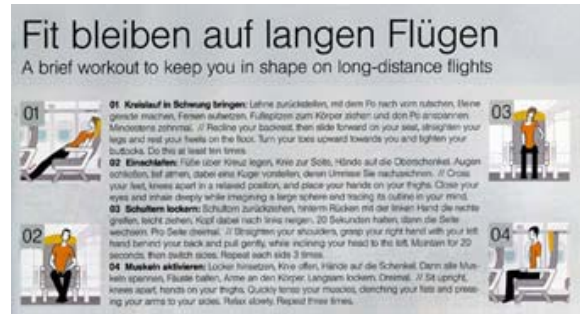 Fit bleiben auf langen Flügen
A brief workout to keep you in shape on long-distance flights
01
03
02
04
01 Kreislauf in Schwung bringen: Lehne zurückstellen, mit dem Po nach vorn rutschen, Beine
gerade machen, Fersen aufsetzen. Fußspitzen zum Körper ziehen und den Po anspannen.
Mindestens zehnmal. // Recline your backrest, then slide forward on your seat, straighten your
legs and rest your heels on the floor. Turn your toes upward towards you and tighten your
buttocks. Do this at least ten times.
02 Einschlafen: Füße über Kreuz legen, Knie zur Seite, Hände auf die Oberschenkel. Augen
schließen, tief atmen, dabei eine Kugel vorstellen, deren Umrisse Sie nachzeichnen. // Cross
your feet, knees apart in a relaxed position, and place your hands on your thighs. Close your
eyes and inhale deeply while imagining a large sphere and tracing its outline in your mind.
03 Schultern lockern: Schultern zurückziehen, hinterm Rücken mit der linken Hand die rechte
greifen, leicht ziehen, Kopf dabei nach links neigen. 20 Sekunden halten, dann die Seite
wechseln. Pro Seite dreimal. // Straighten your shoulders, grasp your right hand with your left
hand behind your back and pull gently, while inclining your head to the left. Maintain for 20
seconds, then switch sides. Repeat each side 3 times.
04 Muskeln aktivieren: Locker hinsetzen, Knie offen, Hände auf die Schenkel. Dann alle Mus-
keln spannen, Fäuste ballen, Arme an den Körper. Langsam lockern. Dreimal. // Sit upright,
knees apart, hands on your thighs. Quickly tense your muscles, clenching your fists and press-
ing your arms to your sides. Relax slowly. Repeat three times.